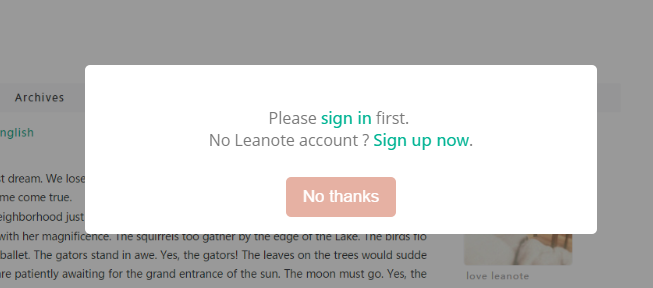 Archives
Please sign in first.
nglish
No Leanote account ? Sign up now.
st dream. We lose
me come true.
No thanks
eighborhood just
with her magnificence. The squirrels too gather by the edge of the Lake. The birds flo
ballet. The gators stand in awe. Yes, the gators! The leaves on the trees would sudde
are patiently awaiting for the grand entrance of the sun. The moon must go. Yes, the
love leanote